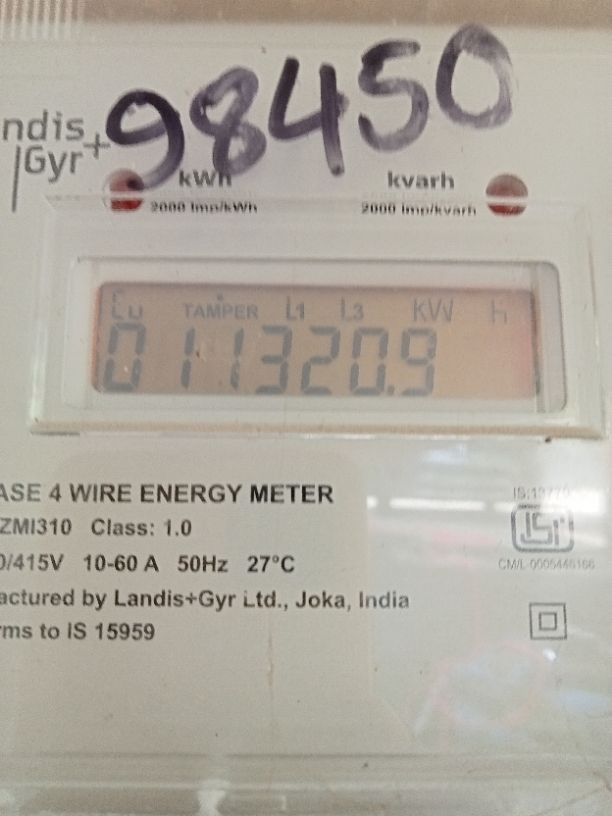 98450
ndis
Gyr+
kWh
kvarh
2000 Imp/kWh
2000 Imp/kvarh
Cu TAMPER L1 L3 KW H
011320.9
ASE 4 WIRE ENERGY METER
ZMI310 Class: 1.0
0/415V 10-60 A 50Hz 27°C
actured by Landis+Gyr Ltd., Joka, India
rms to IS 15959
ISI